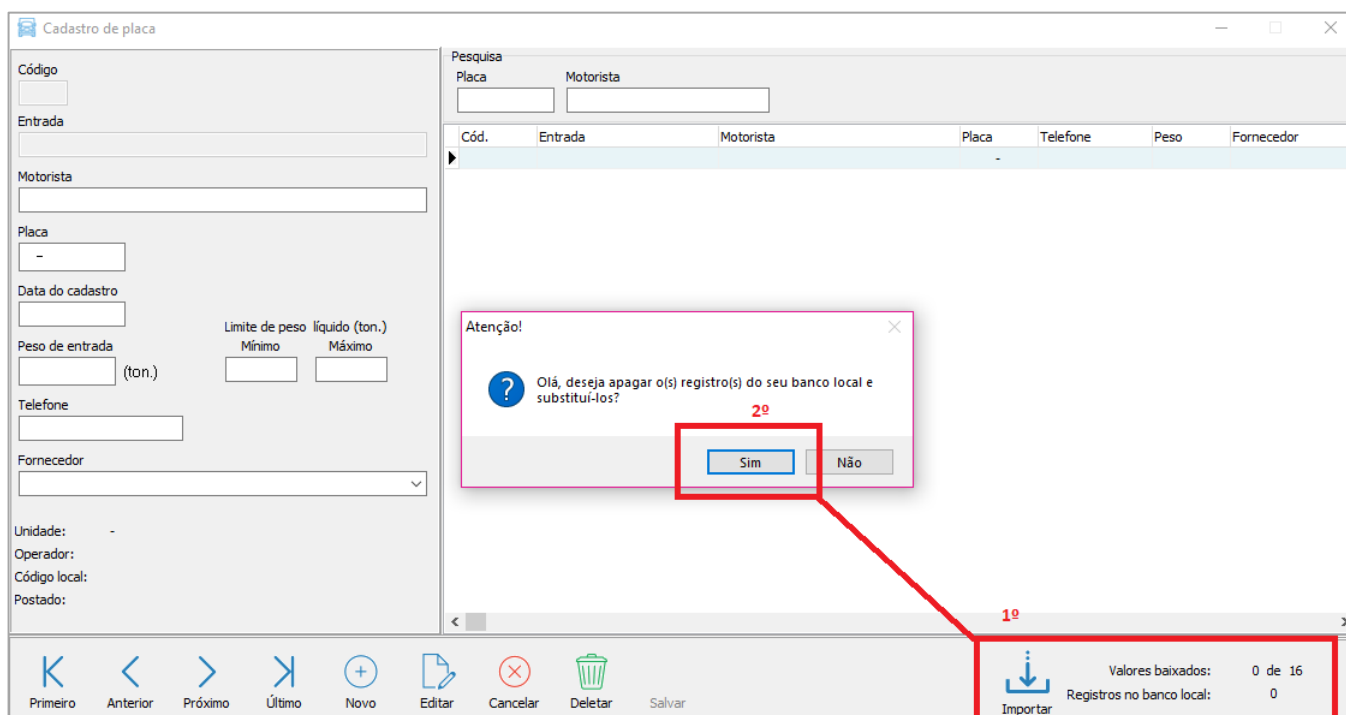 Cadastro de placa
Código
Entrada
Motorista
Placa
-
Data do cadastro
Limite de peso líquido (ton.)
Peso de entrada Mínimo Máximo
(ton.)
Telefone
Fornecedor
Unidade: -
Operador:
Código local:
Postado:
Pesquisa
Placa Motorista
Cód. Entrada Motorista Placa Telefone Peso Fornecedor
-
Atenção!
Olá, deseja apagar o(s) registro(s) do seu banco local e
substituí-los?
2º
Sim Não
1º
Primeiro Anterior Próximo Último Novo Editar Cancelar Deletar Salvar
Importar
Valores baixados: 0 de 16
Registros no banco local: 0